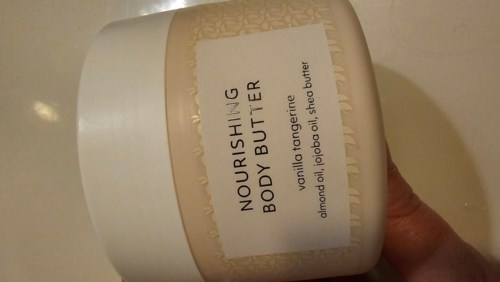 NOURISHING
BODY BUTTER
vanilla tangerine
almond oil, jojoba oil, shea butter